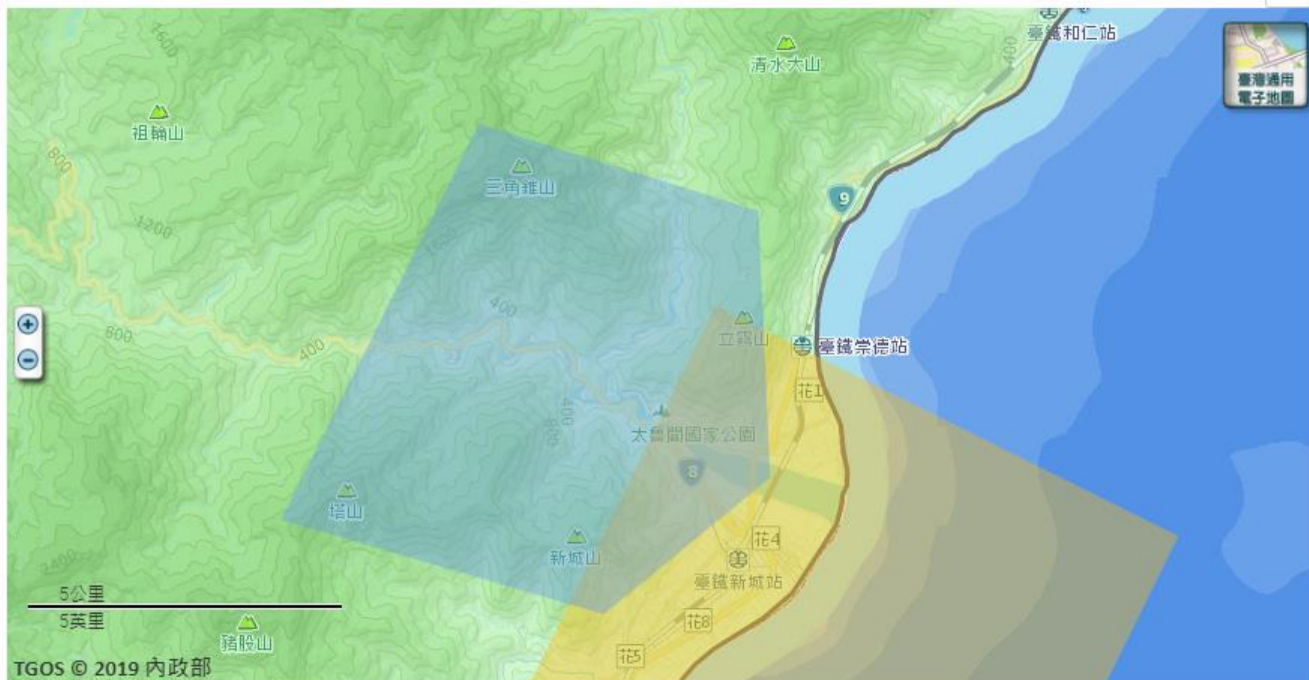 臺鐵和仁站
1600
清水大山
400
臺灣通用
電子地圖
祖輪山
800
三角錐山
9
1200
400
800
400
立霧山
臺鐵崇德站
花1
400
800
太魯閣國家公園
8
塔山
新城山
花4
1400
臺鐵新城站
5公里
5英里
花8
豬股山
花5
TGOS © 2019 內政部